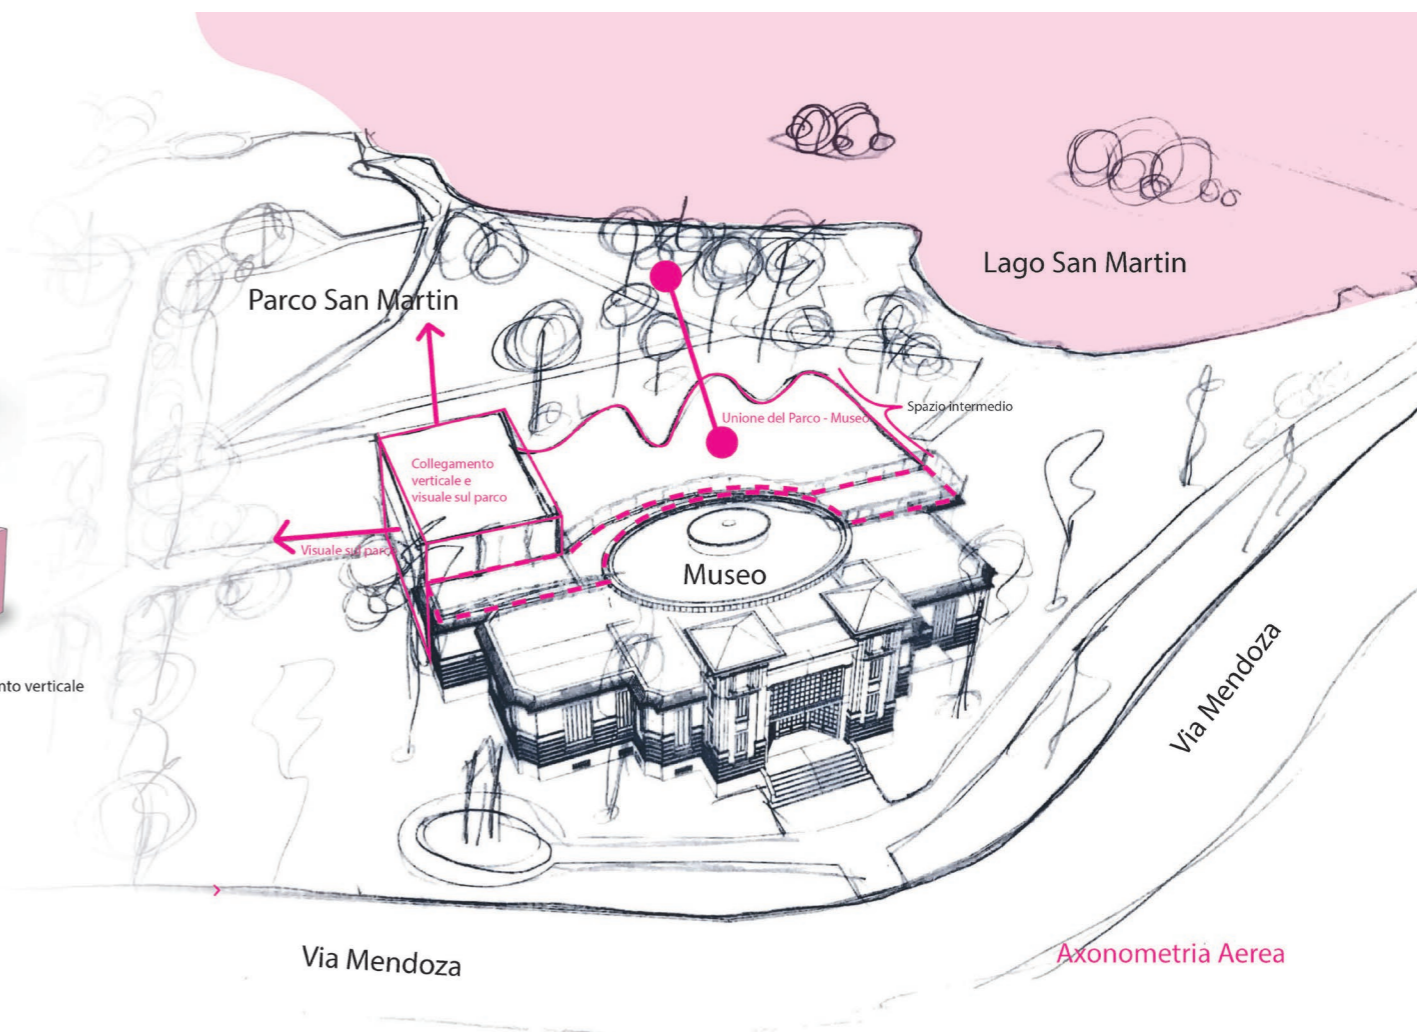 Lago San Martin
Parco San Martin
Spazio intermedio
Unione del Parco - Museo
Collegamento
verticale e
visuale sul parco
Visuale sul parco
Museo
nto verticale
Via Mendoza
Via Mendoza
Axonometria Aerea